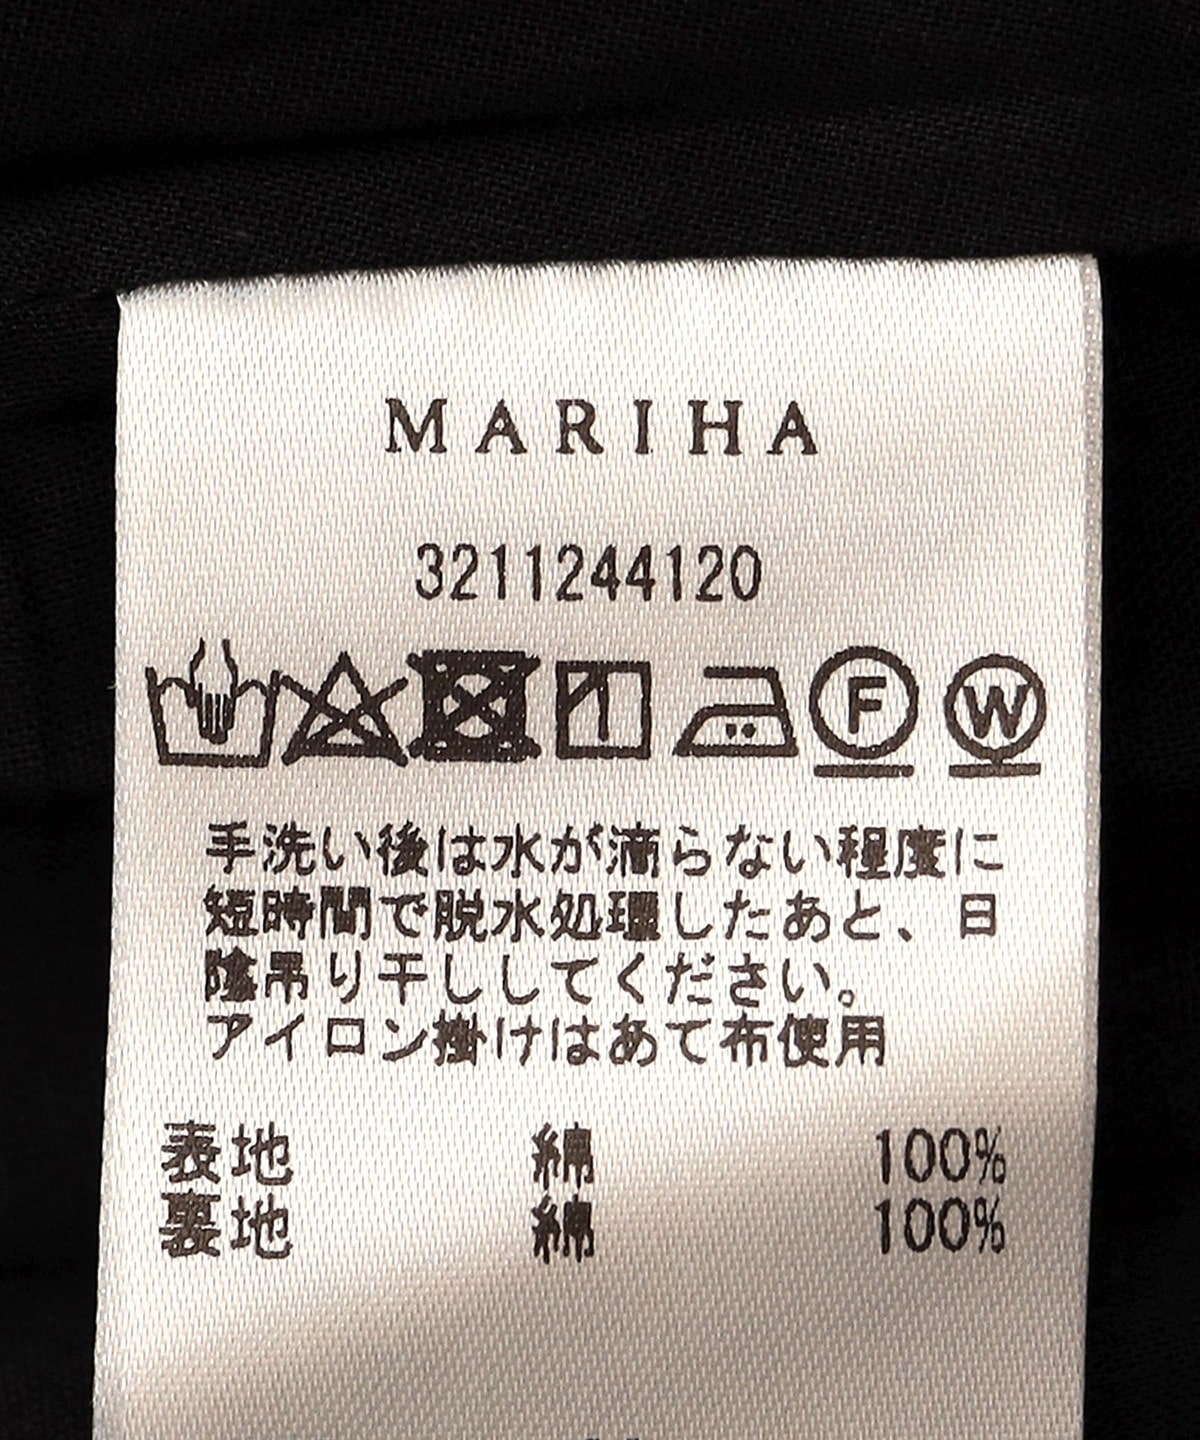 MARIHA
3211244120
F W
手洗い後は水が滴らない程度に
短時間で脱水処理したあと、日
陰吊り干ししてください。
アイロン掛けはあて布使用
表地 綿 100%
裏地 綿 100%